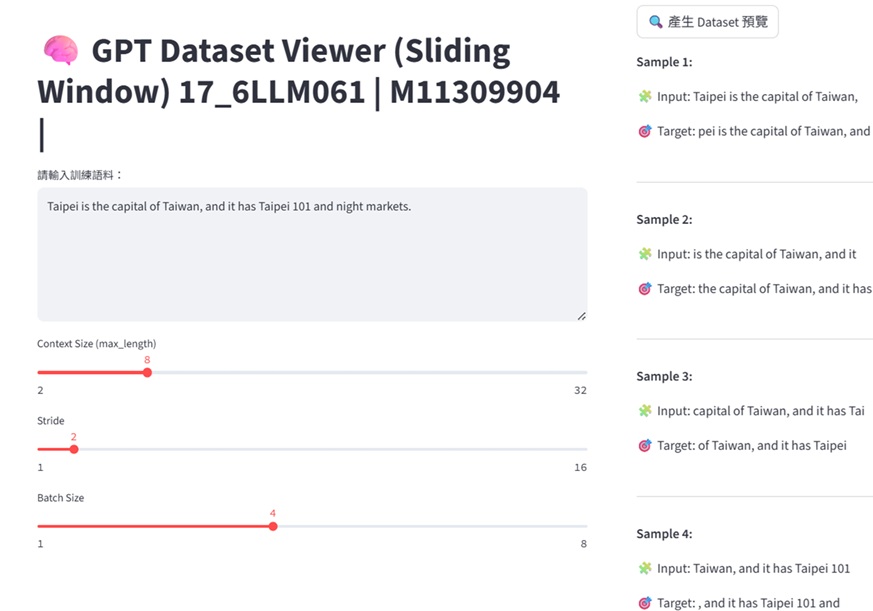 🧠 GPT Dataset Viewer (Sliding
Window) 17_6LLM061 | M11309904
|
請輸入訓練語料：
Taipei is the capital of Taiwan, and it has Taipei 101 and night markets.
Context Size (max_length)
8
2
32
Stride
2
1
16
Batch Size
4
1
8
🔍 產生 Dataset 預覽
Sample 1:
🧩 Input: Taipei is the capital of Taiwan,
🎯 Target: pei is the capital of Taiwan, and
Sample 2:
🧩 Input: is the capital of Taiwan, and it
🎯 Target: the capital of Taiwan, and it has
Sample 3:
🧩 Input: capital of Taiwan, and it has Tai
🎯 Target: of Taiwan, and it has Taipei
Sample 4:
🧩 Input: Taiwan, and it has Taipei 101
🎯 Target: , and it has Taipei 101 and